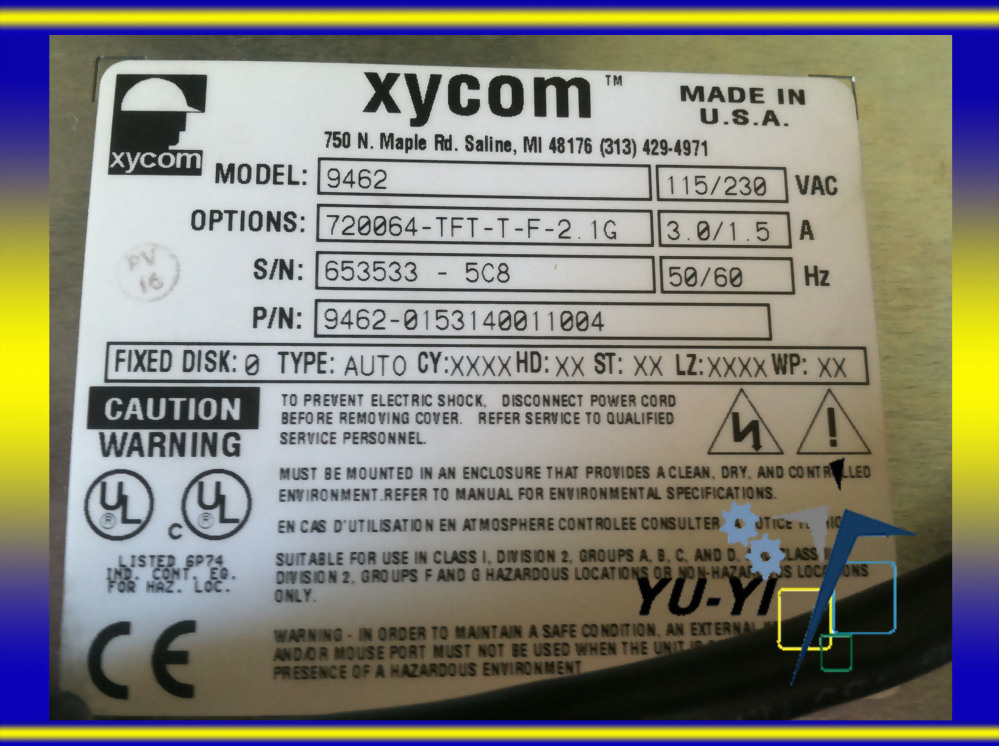 xycom
xycom™
MADE IN
U.S.A.
750 N. Maple Rd. Saline, MI 48176 (313) 429-4971
MODEL: 9462 115/230 VAC
OPTIONS: 720064-TFT-T-F-2.1G 3.0/1.5 A
S/N: 653533 - 5C8 50/60 Hz
P/N: 9462-0153140011004
PV
16
FIXED DISK: 0 TYPE: AUTO CY:XXXX HD: XX ST: XX LZ: XXXX WP: XX
CAUTION
WARNING
TO PREVENT ELECTRIC SHOCK, DISCONNECT POWER CORD
BEFORE REMOVING COVER. REFER SERVICE TO QUALIFIED
SERVICE PERSONNEL.
MUST BE MOUNTED IN AN ENCLOSURE THAT PROVIDES A CLEAN, DRY, AND CONTROLLED
ENVIRONMENT.REFER TO MANUAL FOR ENVIRONMENTAL SPECIFICATIONS.
EN CAS D'UTILISATION EN ATMOSPHERE CONTROLEE CONSULTER
UL ® C UL ®
LISTED 6P74
IND. CONT. EQ.
FOR HAZ. LOC.
SUITABLE FOR USE IN CLASS I, DIVISION 2, GROUPS A, B, C, AND D, CLASS
DIVISION 2, GROUPS F AND G HAZARDOUS LOCATIONS OR NON-HAZARDOUS LOCATIONS
ONLY.
YU-YI
CE
WARNING - IN ORDER TO MAINTAIN A SAFE CONDITION, AN EXTERNAL
AND/OR MOUSE PORT MUST NOT BE USED WHEN THE UNIT IS
PRESENCE OF A HAZARDOUS ENVIRONMENT